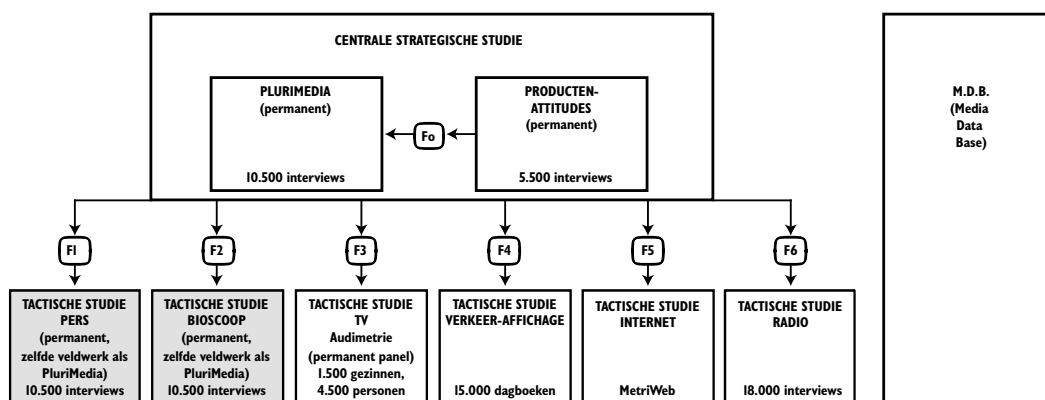 CENTRALE STRATEGISCHE STUDIE
PLURIMEDIA
(permanent)
10.500 interviews
Fo
PRODUCTEN-
ATTITUDES
(permanent)
5.500 interviews
M.D.B.
(Media
Data
Base)
F1
F2
F3
F4
F5
F6
TACTISCHE STUDIE
PERS
(permanent,
zelfde veldwerk als
PluriMedia)
10.500 interviews
TACTISCHE STUDIE
BIOSCOOP
(permanent,
zelfde veldwerk als
PluriMedia)
10.500 interviews
TACTISCHE STUDIE
TV
Audimetrie
(permanent panel)
1.500 gezinnen,
4.500 personen
TACTISCHE STUDIE
VERKEER-AFFICHAGE
15.000 dagboeken
TACTISCHE STUDIE
INTERNET
MetriWeb
TACTISCHE STUDIE
RADIO
18.000 interviews